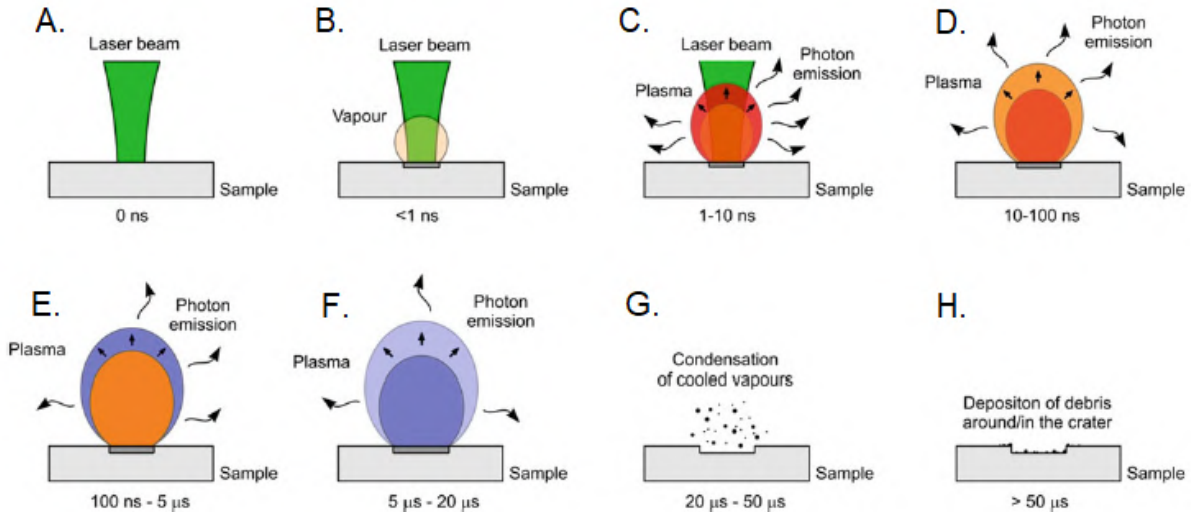 A.
Laser beam
Sample
0 ns
B.
Laser beam
Vapour
Sample
<1 ns
C.
Laser beam
Photon
emission
Plasma
Sample
1-10 ns
D.
Photon
emission
Plasma
Sample
10-100 ns
E.
Photon
emission
Plasma
Sample
100 ns - 5 µs
F.
Photon
emission
Plasma
Sample
5 µs - 20 µs
G.
Condensation
of cooled vapours
Sample
20 µs - 50 µs
H.
Depositon of debris
around/in the crater
Sample
> 50 µs